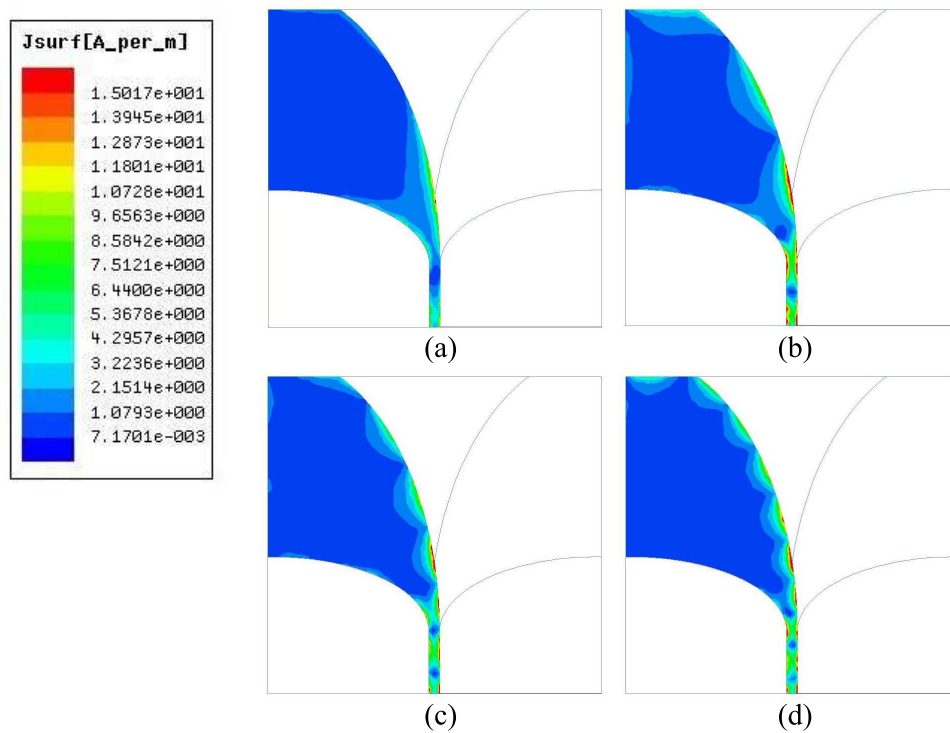 Jsurf[A_per_m]
1.5017e+001
1.3945e+001
1.2873e+001
1.1801e+001
1.0728e+001
9.6563e+000
8.5842e+000
7.5121e+000
6.4400e+000
5.3678e+000
4.2957e+000
3.2236e+000
2.1514e+000
1.0793e+000
7.1701e-003
(a)
(b)
(c)
(d)